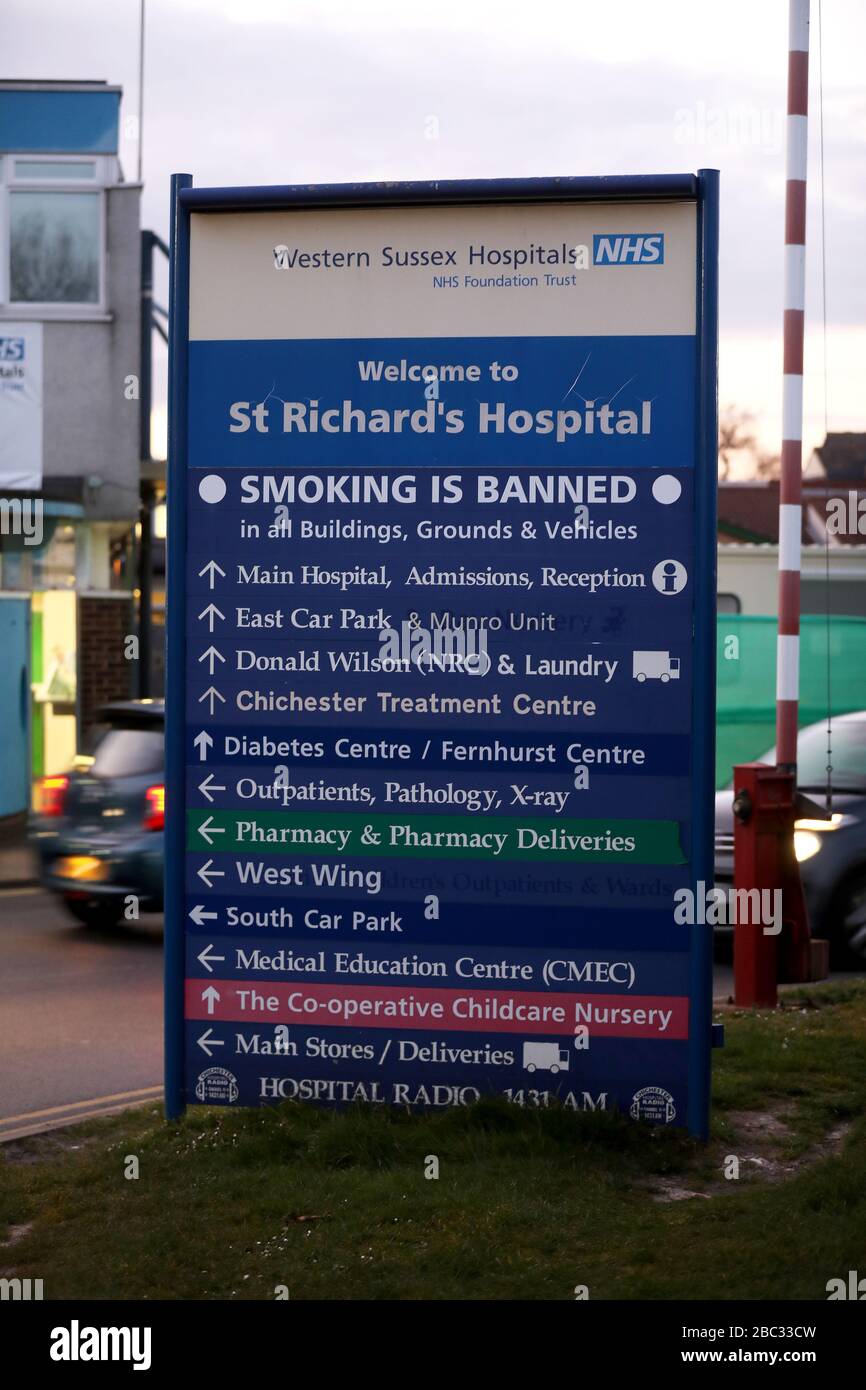 Western Sussex Hospitals NHS
NHS Foundation Trust
Welcome to
St Richard's Hospital
SMOKING IS BANNED
in all Buildings, Grounds & Vehicles
↑ Main Hospital, Admissions, Reception i
↑ East Car Park & Munro Unit
↑ Donald Wilson (NRC) & Laundry
↑ Chichester Treatment Centre
↑ Diabetes Centre / Fernhurst Centre
← Outpatients, Pathology, X-ray
← Pharmacy & Pharmacy Deliveries
← West Wing
← South Car Park
← Medical Education Centre (CMEC)
↑ The Co-operative Childcare Nursery
← Main Stores / Deliveries
HOSPITAL RADIO 1431 AM
alamy
Image ID: 2BC33CW
www.alamy.com